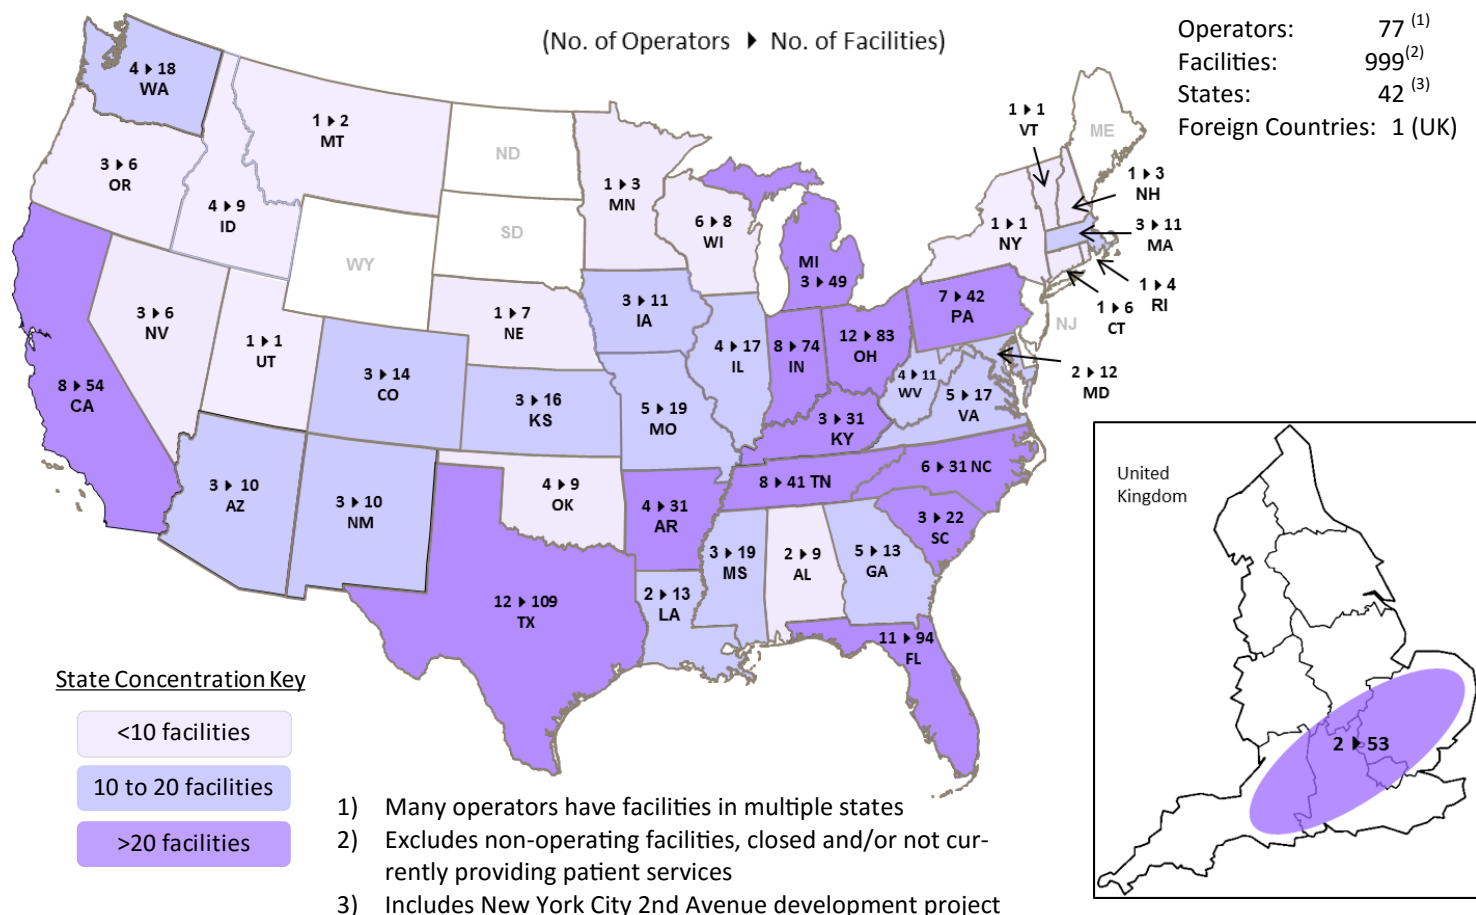 (No. of Operators ▶ No. of Facilities)
Operators: 77 (1)
Facilities: 999(2)
States: 42 (3)
Foreign Countries: 1 (UK)
4 ▶ 18
WA
1 ▶ 2
MT
ND
3 ▶ 6
OR
4 ▶ 9
ID
1 ▶ 3
MN
SD
WY
6 ▶ 8
WI
MI
3 ▶ 49
1 ▶ 1
VT
ME
1 ▶ 3
NH
1 ▶ 1
NY
3 ▶ 11
MA
1 ▶ 4
RI
1 ▶ 6
CT
NJ
3 ▶ 6
NV
1 ▶ 1
UT
1 ▶ 7
NE
3 ▶ 11
IA
4 ▶ 17
IL
8 ▶ 74
IN
12 ▶ 83
OH
7 ▶ 42
PA
2 ▶ 12
MD
8 ▶ 54
CA
3 ▶ 14
CO
3 ▶ 16
KS
5 ▶ 19
MO
3 ▶ 31
KY
4 ▶ 11
WV
5 ▶ 17
VA
3 ▶ 10
AZ
3 ▶ 10
NM
4 ▶ 9
OK
4 ▶ 31
AR
8 ▶ 41 TN
6 ▶ 31 NC
3 ▶ 22
SC
12 ▶ 109
TX
2 ▶ 13
LA
3 ▶ 19
MS
2 ▶ 9
AL
5 ▶ 13
GA
11 ▶ 94
FL
United
Kingdom
2 ▶ 53
State Concentration Key
<10 facilities
10 to 20 facilities
>20 facilities
1) Many operators have facilities in multiple states
2) Excludes non-operating facilities, closed and/or not cur-
rently providing patient services
3) Includes New York City 2nd Avenue development project